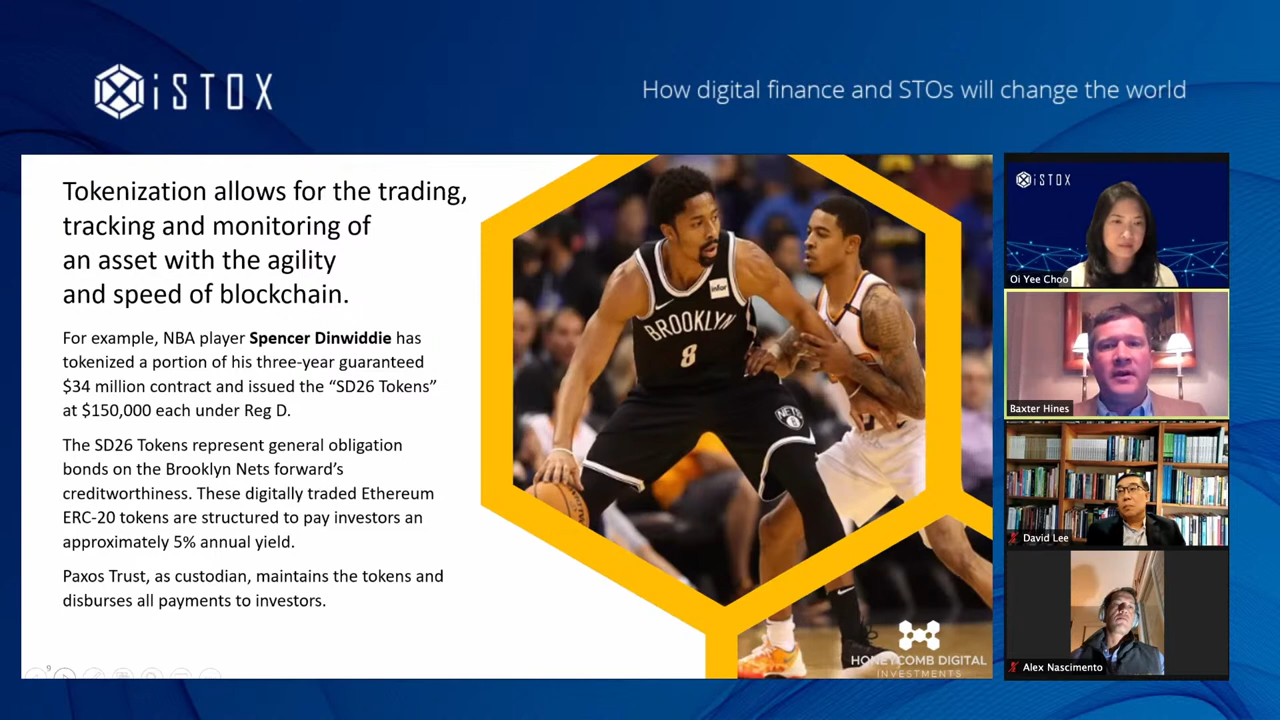 iSTOX
How digital finance and STOs will change the world
Tokenization allows for the trading,
tracking and monitoring of
an asset with the agility
and speed of blockchain.
For example, NBA player Spencer Dinwiddie has
tokenized a portion of his three-year guaranteed
$34 million contract and issued the “SD26 Tokens”
at $150,000 each under Reg D.
The SD26 Tokens represent general obligation
bonds on the Brooklyn Nets forward’s
creditworthiness. These digitally traded Ethereum
ERC-20 tokens are structured to pay investors an
approximately 5% annual yield.
Paxos Trust, as custodian, maintains the tokens and
disburses all payments to investors.
9
infor
BROOKLYN
8
NETS
HONEYCOMB DIGITAL
INVESTMENTS
iSTOX
Oi Yee Choo
Baxter Hines
David Lee
Alex Nascimento